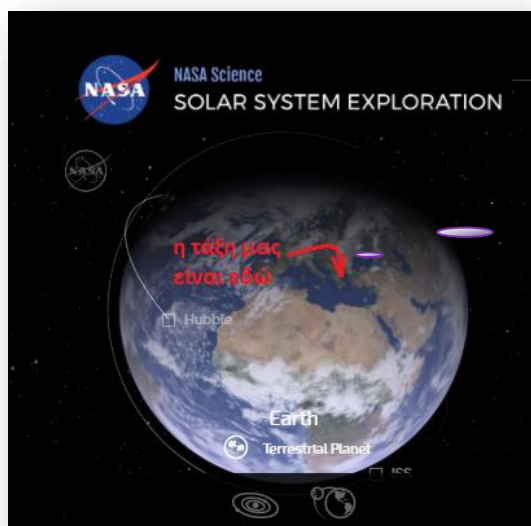 NASA
NASA Science
SOLAR SYSTEM EXPLORATION
NASA
η τάξη μας
είναι εδώ
Hubble
Earth
Terrestrial Planet
ISS